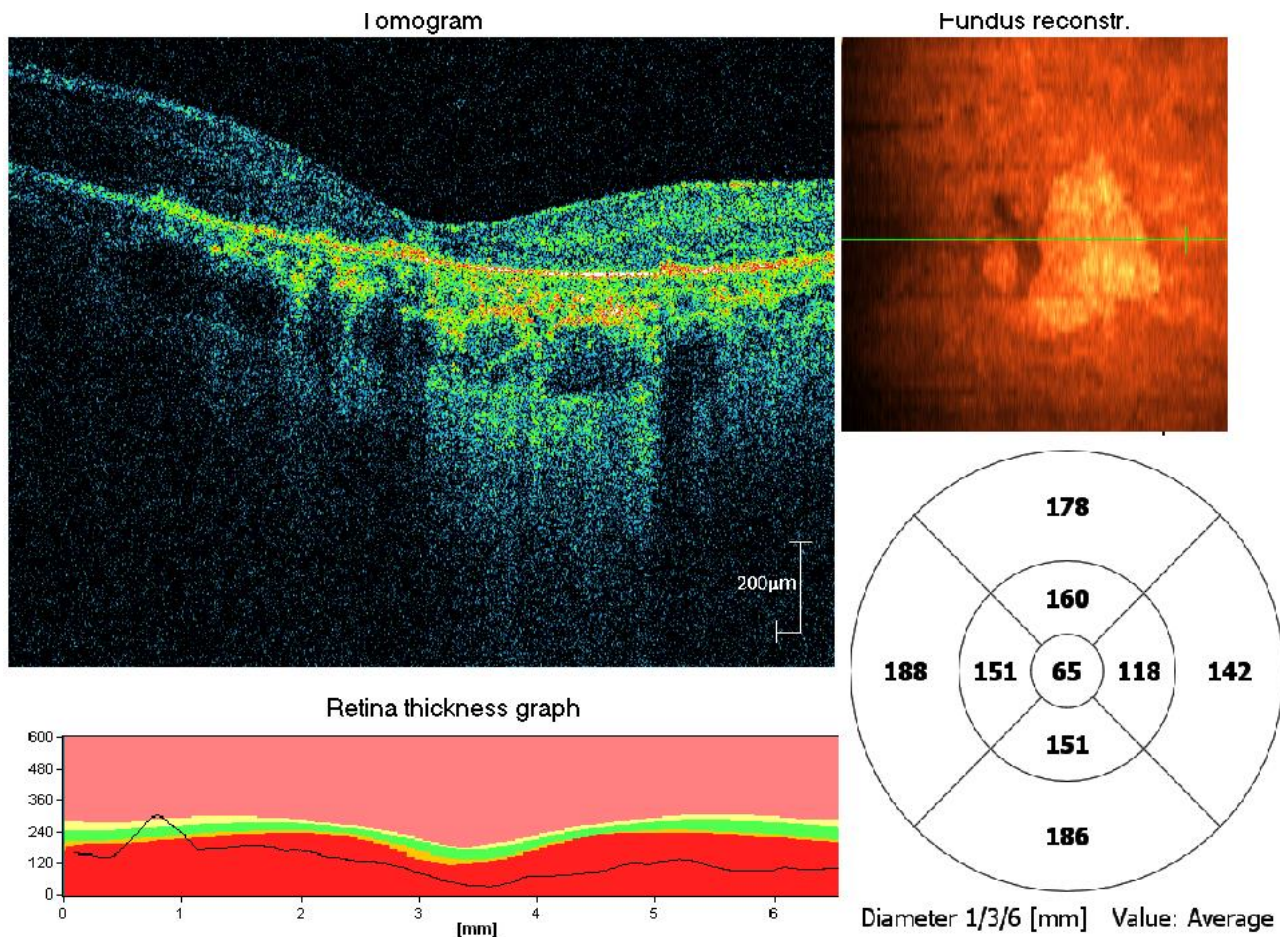 Tomogram
Fundus reconstr.
200µm
178
160
188 151 65 118 142
151
186
Diameter 1/3/6 [mm] Value: Average
Retina thickness graph
600
480
360
240
120
0
0 1 2 3 4 5 6
[mm]